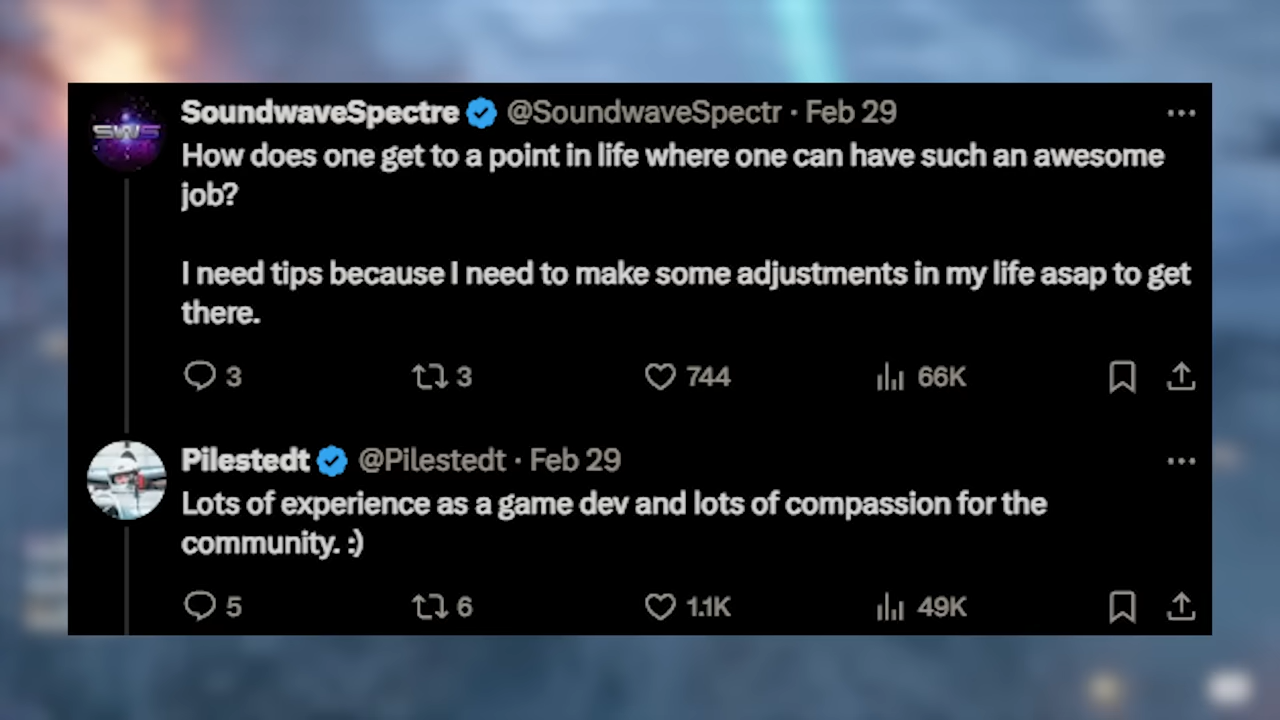 SWS
SoundwaveSpectre @SoundwaveSpectr · Feb 29
How does one get to a point in life where one can have such an awesome
job?
I need tips because I need to make some adjustments in my life asap to get
there.
3 3 744 66K
Pilestedt @Pilestedt · Feb 29
Lots of experience as a game dev and lots of compassion for the
community. :)
5 6 1.1K 49K